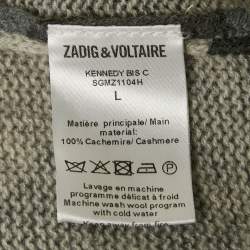 ZADIG & VOLTAIRE
KENNEDY BIS C
SGMZ1104H
L
Matière principale/ Main
material:
100% Cachemire/ Cashmere
Lavage en machine
programme délicat à froid
Machine wash wool program
with cold water